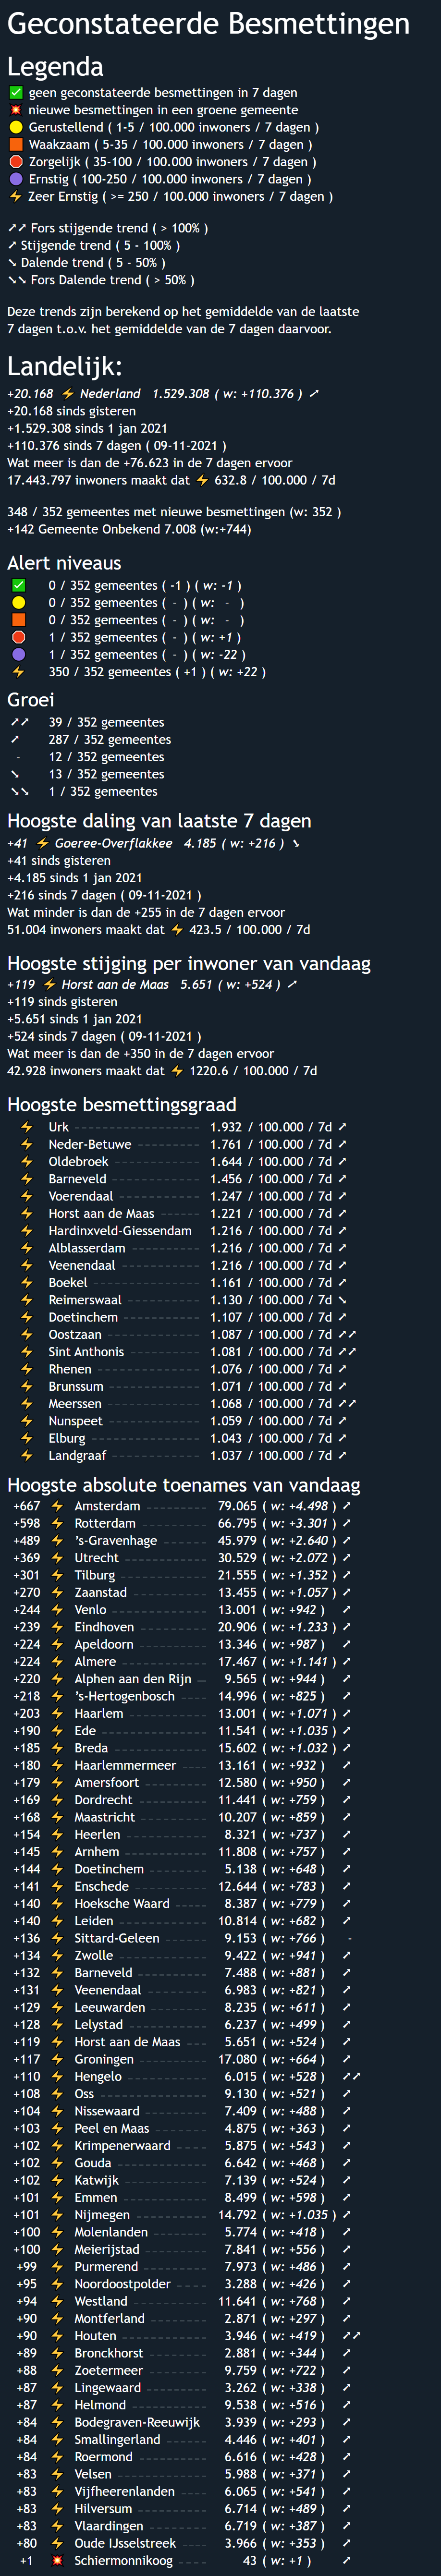 Geconstateerde Besmettingen
Legenda
✅ geen geconstateerde besmettingen in 7 dagen
💥 nieuwe besmettingen in een groene gemeente
🟡 Gerustellend ( 1-5 / 100.000 inwoners / 7 dagen )
🟧 Waakzaam ( 5-35 / 100.000 inwoners / 7 dagen )
🛑 Zorgelijk ( 35-100 / 100.000 inwoners / 7 dagen )
🟣 Ernstig ( 100-250 / 100.000 inwoners / 7 dagen )
⚡ Zeer Ernstig ( >= 250 / 100.000 inwoners / 7 dagen )
↗↗ Fors stijgende trend ( > 100% )
↗ Stijgende trend ( 5 - 100% )
↘ Dalende trend ( 5 - 50% )
↘↘ Fors Dalende trend ( > 50% )
Deze trends zijn berekend op het gemiddelde van de laatste
7 dagen t.o.v. het gemiddelde van de 7 dagen daarvoor.
Landelijk:
+20.168 ⚡ Nederland 1.529.308 ( w: +110.376 ) ↗
+20.168 sinds gisteren
+1.529.308 sinds 1 jan 2021
+110.376 sinds 7 dagen ( 09-11-2021 )
Wat meer is dan de +76.623 in de 7 dagen ervoor
17.443.797 inwoners maakt dat ⚡ 632.8 / 100.000 / 7d
348 / 352 gemeentes met nieuwe besmettingen (w: 352 )
+142 Gemeente Onbekend 7.008 (w:+744)
Alert niveaus
✅ 0 / 352 gemeentes ( -1 ) ( w: -1 )
🟡 0 / 352 gemeentes ( - ) ( w: - )
🟧 0 / 352 gemeentes ( - ) ( w: - )
🛑 1 / 352 gemeentes ( - ) ( w: +1 )
🟣 1 / 352 gemeentes ( - ) ( w: -22 )
⚡ 350 / 352 gemeentes ( +1 ) ( w: +22 )
Groei
↗↗ 39 / 352 gemeentes
↗ 287 / 352 gemeentes
- 12 / 352 gemeentes
↘ 13 / 352 gemeentes
↘↘ 1 / 352 gemeentes
Hoogste daling van laatste 7 dagen
+41 ⚡ Goeree-Overflakkee 4.185 ( w: +216 ) ↘
+41 sinds gisteren
+4.185 sinds 1 jan 2021
+216 sinds 7 dagen ( 09-11-2021 )
Wat minder is dan de +255 in de 7 dagen ervoor
51.004 inwoners maakt dat ⚡ 423.5 / 100.000 / 7d
Hoogste stijging per inwoner van vandaag
+119 ⚡ Horst aan de Maas 5.651 ( w: +524 ) ↗
+119 sinds gisteren
+5.651 sinds 1 jan 2021
+524 sinds 7 dagen ( 09-11-2021 )
Wat meer is dan de +350 in de 7 dagen ervoor
42.928 inwoners maakt dat ⚡ 1220.6 / 100.000 / 7d
Hoogste besmettingsgraad
⚡ Urk 1.932 / 100.000 / 7d ↗
⚡ Neder-Betuwe 1.761 / 100.000 / 7d ↗
⚡ Oldebroek 1.644 / 100.000 / 7d ↗
⚡ Barneveld 1.456 / 100.000 / 7d ↗
⚡ Voerendaal 1.247 / 100.000 / 7d ↗
⚡ Horst aan de Maas 1.221 / 100.000 / 7d ↗
⚡ Hardinxveld-Giessendam 1.216 / 100.000 / 7d ↗
⚡ Alblasserdam 1.216 / 100.000 / 7d ↗
⚡ Veenendaal 1.216 / 100.000 / 7d ↗
⚡ Boekel 1.161 / 100.000 / 7d ↗
⚡ Reimerswaal 1.130 / 100.000 / 7d ↘
⚡ Doetinchem 1.107 / 100.000 / 7d ↗
⚡ Oostzaan 1.087 / 100.000 / 7d ↗↗
⚡ Sint Anthonis 1.081 / 100.000 / 7d ↗↗
⚡ Rhenen 1.076 / 100.000 / 7d ↗
⚡ Brunssum 1.071 / 100.000 / 7d ↗
⚡ Meerssen 1.068 / 100.000 / 7d ↗↗
⚡ Nunspeet 1.059 / 100.000 / 7d ↗
⚡ Elburg 1.043 / 100.000 / 7d ↗
⚡ Landgraaf 1.037 / 100.000 / 7d ↗
Hoogste absolute toenames van vandaag
+667 ⚡ Amsterdam 79.065 ( w: +4.498 ) ↗
+598 ⚡ Rotterdam 66.795 ( w: +3.301 ) ↗
+489 ⚡ 's-Gravenhage 45.979 ( w: +2.640 ) ↗
+369 ⚡ Utrecht 30.529 ( w: +2.072 ) ↗
+301 ⚡ Tilburg 21.555 ( w: +1.352 ) ↗
+270 ⚡ Zaanstad 13.455 ( w: +1.057 ) ↗
+244 ⚡ Venlo 13.001 ( w: +942 ) ↗
+239 ⚡ Eindhoven 20.906 ( w: +1.233 ) ↗
+224 ⚡ Apeldoorn 13.346 ( w: +987 ) ↗
+224 ⚡ Almere 17.467 ( w: +1.141 ) ↗
+220 ⚡ Alphen aan den Rijn 9.565 ( w: +944 ) ↗
+218 ⚡ 's-Hertogenbosch 14.996 ( w: +825 ) ↗
+203 ⚡ Haarlem 13.001 ( w: +1.071 ) ↗
+190 ⚡ Ede 11.541 ( w: +1.035 ) ↗
+185 ⚡ Breda 15.602 ( w: +1.032 ) ↗
+180 ⚡ Haarlemmermeer 13.161 ( w: +932 ) ↗
+179 ⚡ Amersfoort 12.580 ( w: +950 ) ↗
+169 ⚡ Dordrecht 11.441 ( w: +759 ) ↗
+168 ⚡ Maastricht 10.207 ( w: +859 ) ↗
+154 ⚡ Heerlen 8.321 ( w: +737 ) ↗
+145 ⚡ Arnhem 11.808 ( w: +757 ) ↗
+144 ⚡ Doetinchem 5.138 ( w: +648 ) ↗
+141 ⚡ Enschede 12.644 ( w: +783 ) ↗
+140 ⚡ Hoeksche Waard 8.387 ( w: +779 ) ↗
+140 ⚡ Leiden 10.814 ( w: +682 ) ↗
+136 ⚡ Sittard-Geleen 9.153 ( w: +766 ) -
+134 ⚡ Zwolle 9.422 ( w: +941 ) ↗
+132 ⚡ Barneveld 7.488 ( w: +881 ) ↗
+131 ⚡ Veenendaal 6.983 ( w: +821 ) ↗
+129 ⚡ Leeuwarden 8.235 ( w: +611 ) ↗
+128 ⚡ Lelystad 6.237 ( w: +499 ) ↗
+119 ⚡ Horst aan de Maas 5.651 ( w: +524 ) ↗
+117 ⚡ Groningen 17.080 ( w: +664 ) ↗
+110 ⚡ Hengelo 6.015 ( w: +528 ) ↗↗
+108 ⚡ Oss 9.130 ( w: +521 ) ↗
+104 ⚡ Nissewaard 7.409 ( w: +488 ) ↗
+103 ⚡ Peel en Maas 4.875 ( w: +363 ) ↗
+102 ⚡ Krimpenerwaard 5.875 ( w: +543 ) ↗
+102 ⚡ Gouda 6.642 ( w: +468 ) ↗
+102 ⚡ Katwijk 7.139 ( w: +524 ) ↗
+101 ⚡ Emmen 8.499 ( w: +598 ) ↗
+101 ⚡ Nijmegen 14.792 ( w: +1.035 ) ↗
+100 ⚡ Molenlanden 5.774 ( w: +418 ) ↗
+100 ⚡ Meierijstad 7.841 ( w: +556 ) ↗
+99 ⚡ Purmerend 7.973 ( w: +486 ) ↗
+95 ⚡ Noordoostpolder 3.288 ( w: +426 ) ↗
+94 ⚡ Westland 11.641 ( w: +768 ) ↗
+90 ⚡ Montferland 2.871 ( w: +297 ) ↗
+90 ⚡ Houten 3.946 ( w: +419 ) ↗↗
+89 ⚡ Bronckhorst 2.881 ( w: +344 ) ↗
+88 ⚡ Zoetermeer 9.759 ( w: +722 ) ↗
+87 ⚡ Lingewaard 3.262 ( w: +338 ) ↗
+87 ⚡ Helmond 9.538 ( w: +516 ) ↗
+84 ⚡ Bodegraven-Reeuwijk 3.939 ( w: +293 ) ↗
+84 ⚡ Smallingerland 4.446 ( w: +401 ) ↗
+84 ⚡ Roermond 6.616 ( w: +428 ) ↗
+83 ⚡ Velsen 5.988 ( w: +371 ) ↗
+83 ⚡ Vijfheerenlanden 6.065 ( w: +541 ) ↗
+83 ⚡ Hilversum 6.714 ( w: +489 ) ↗
+83 ⚡ Vlaardingen 6.719 ( w: +387 ) ↗
+80 ⚡ Oude IJsselstreek 3.966 ( w: +353 ) ↗
+1 💥 Schiermonnikoog 43 ( w: +1 ) ↗